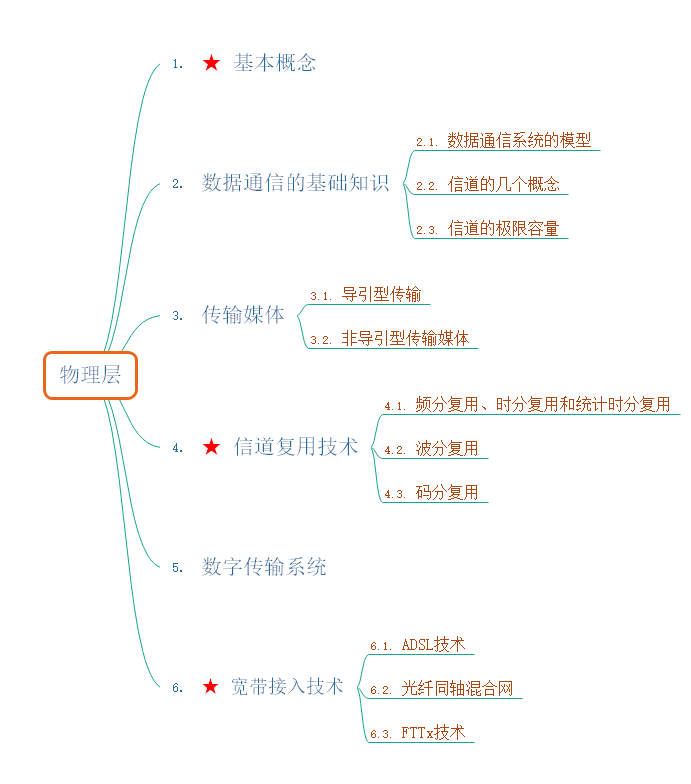 1. 基本概念
2.1. 数据通信系统的模型
2. 数据通信的基础知识
2.2. 信道的几个概念
2.3. 信道的极限容量
3.1. 导引型传输
3. 传输媒体
3.2. 非导引型传输媒体
物理层
4.1. 频分复用、时分复用和统计时分复用
4. 信道复用技术
4.2. 波分复用
4.3. 码分复用
5. 数字传输系统
6.1. ADSL技术
6. 宽带接入技术
6.2. 光纤同轴混合网
6.3. FTTx技术